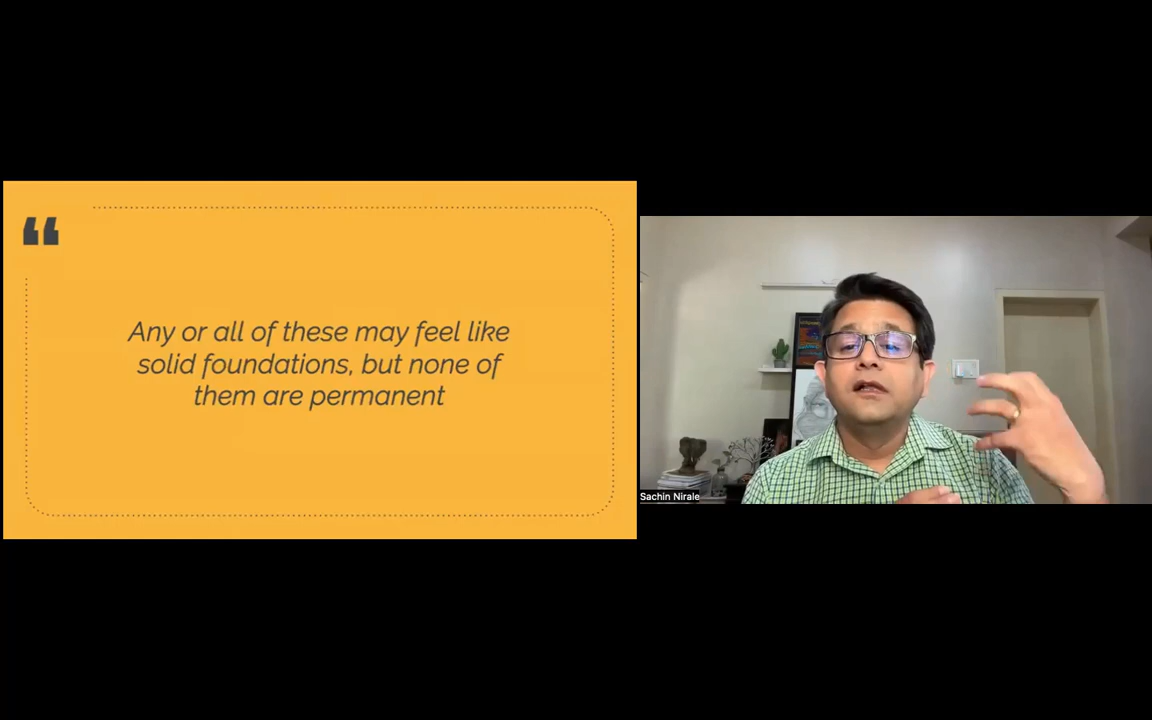 ❝
Any or all of these may feel like
solid foundations, but none of
them are permanent
Sachin Nirale